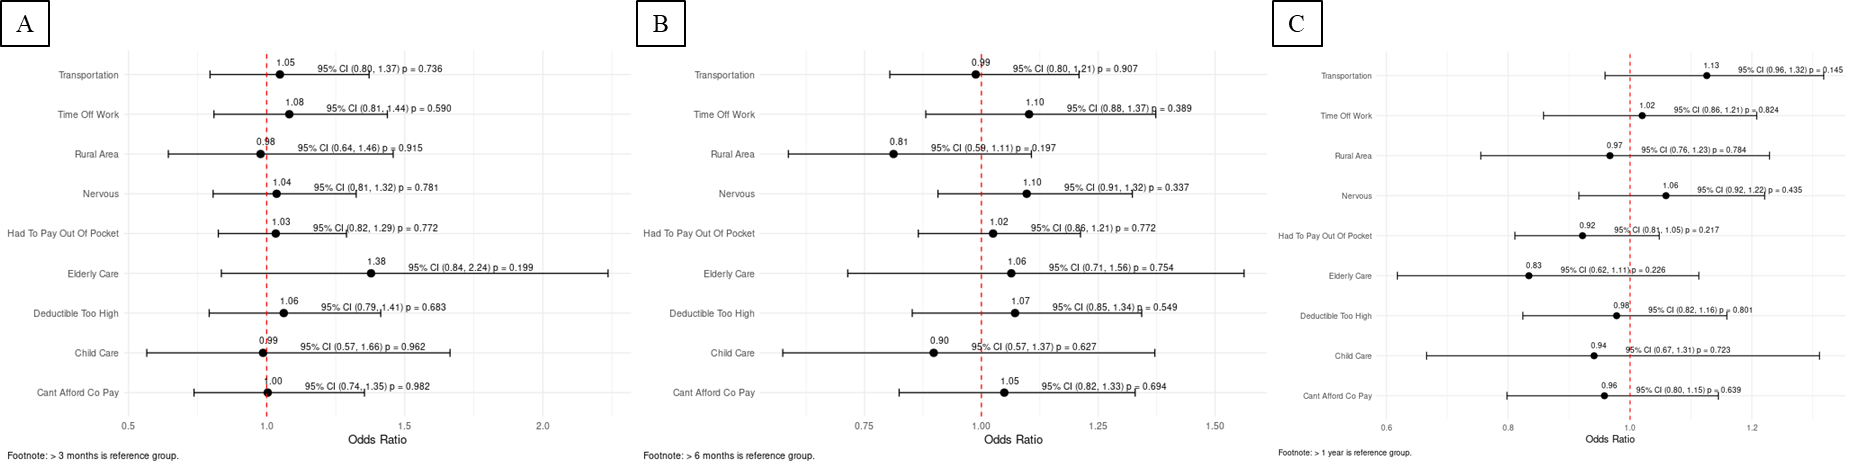 A
1.05
Transportation 95% CI (0.80, 1.37) p = 0.736
1.08
Time Off Work 95% CI (0.81, 1.44) p = 0.590
0.98
Rural Area 95% CI (0.64, 1.46) p = 0.915
1.04
Nervous 95% CI (0.81, 1.32) p = 0.781
1.03
Had To Pay Out Of Pocket 95% CI (0.82, 1.29) p = 0.772
1.38
Elderly Care 95% CI (0.84, 2.24) p = 0.199
1.06
Deductible Too High 95% CI (0.79, 1.41) p = 0.683
0.99
Child Care 95% CI (0.57, 1.66) p = 0.962
1.00
Cant Afford Co Pay 95% CI (0.74, 1.35) p = 0.982
0.5 1.0 1.5 2.0
Odds Ratio
Footnote: > 3 months is reference group.
B
0.99
Transportation 95% CI (0.80, 1.21) p = 0.907
1.10
Time Off Work 95% CI (0.88, 1.37) p = 0.389
0.81
Rural Area 95% CI (0.59, 1.11) p = 0.197
1.10
Nervous 95% CI (0.91, 1.32) p = 0.337
1.02
Had To Pay Out Of Pocket 95% CI (0.86, 1.21) p = 0.772
1.06
Elderly Care 95% CI (0.71, 1.56) p = 0.754
1.07
Deductible Too High 95% CI (0.85, 1.34) p = 0.549
0.90
Child Care 95% CI (0.57, 1.37) p = 0.627
1.05
Cant Afford Co Pay 95% CI (0.82, 1.33) p = 0.694
0.75 1.00 1.25 1.50
Odds Ratio
Footnote: > 6 months is reference group.
C
1.13
Transportation 95% CI (0.96, 1.32) p = 0.145
1.02
Time Off Work 95% CI (0.86, 1.21) p = 0.824
0.97
Rural Area 95% CI (0.76, 1.23) p = 0.784
1.06
Nervous 95% CI (0.92, 1.22) p = 0.435
0.92
Had To Pay Out Of Pocket 95% CI (0.81, 1.05) p = 0.217
0.83
Elderly Care 95% CI (0.62, 1.11) p = 0.226
0.98
Deductible Too High 95% CI (0.82, 1.16) p = 0.801
0.94
Child Care 95% CI (0.67, 1.31) p = 0.723
0.96
Cant Afford Co Pay 95% CI (0.80, 1.15) p = 0.639
0.6 0.8 1.0 1.2
Odds Ratio
Footnote: > 1 year is reference group.